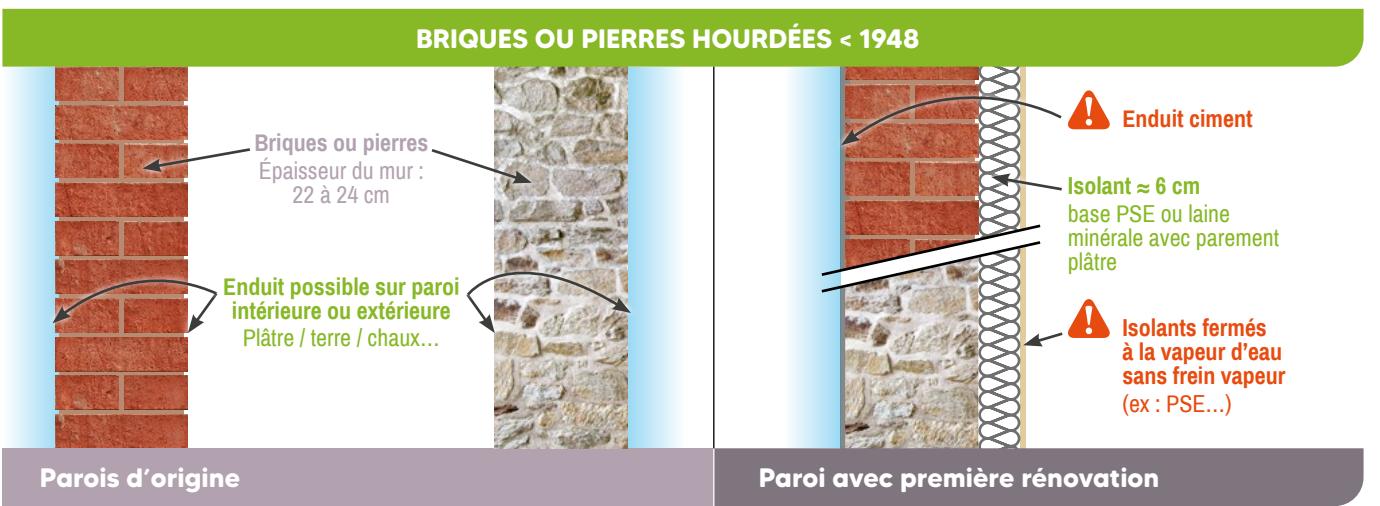 BRIQUES OU PIERRES HOURDÉES < 1948
Briques ou pierres
Épaisseur du mur :
22 à 24 cm
Enduit possible sur paroi
intérieure ou extérieure
Plâtre / terre / chaux...
Enduit ciment
Isolant ≈ 6 cm
base PSE ou laine
minérale avec parement
plâtre
Isolants fermés
à la vapeur d'eau
sans frein vapeur
(ex : PSE...)
Parois d'origine
Paroi avec première rénovation